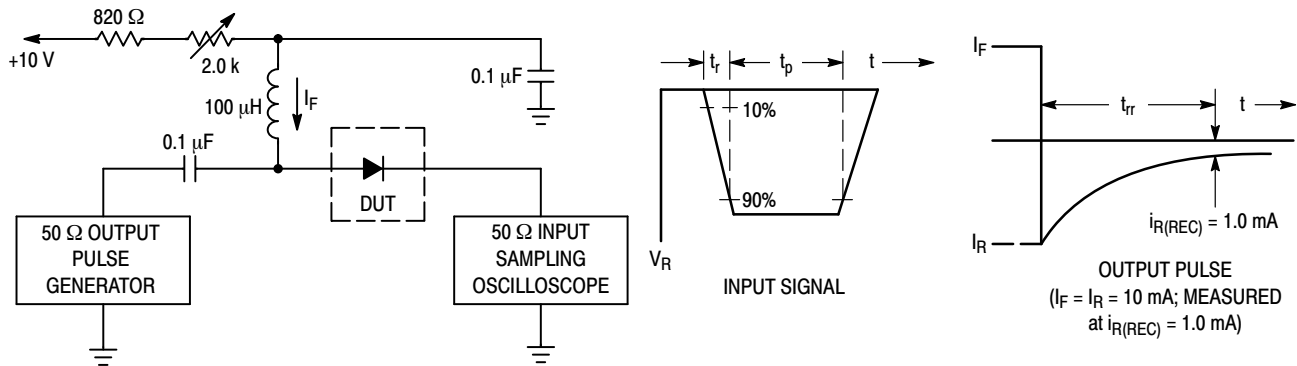 820 Ω
+10 V
2.0 k
100 μH
I_F
0.1 μF
0.1 μF
DUT
50 Ω OUTPUT
PULSE
GENERATOR
50 Ω INPUT
SAMPLING
OSCILLOSCOPE
t_r
t_p
t
10%
90%
V_R
INPUT SIGNAL
I_F
t_rr
t
I_R
i_R(REC) = 1.0 mA
OUTPUT PULSE
(I_F = I_R = 10 mA; MEASURED
at i_R(REC) = 1.0 mA)